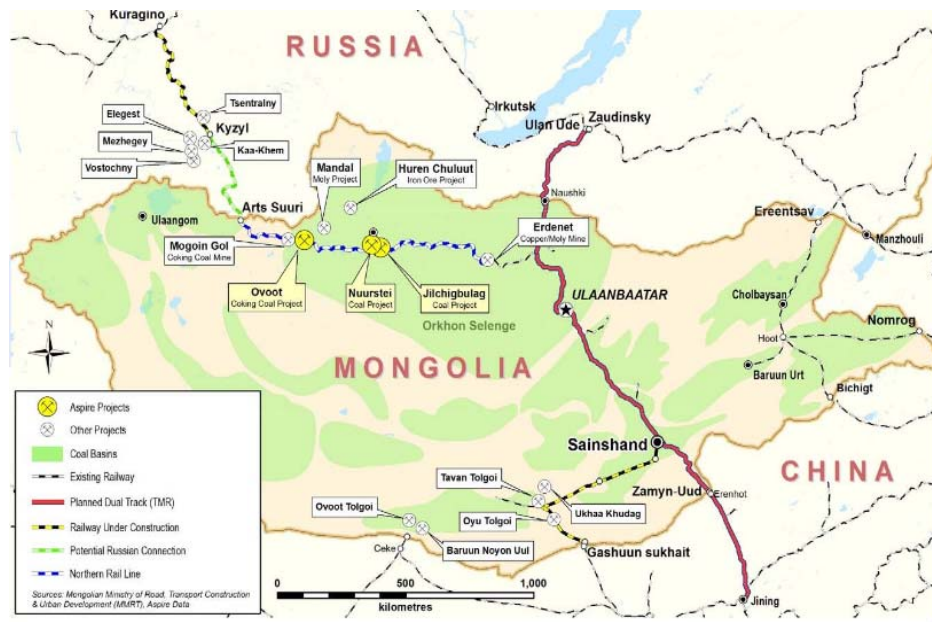 Kuragino
RUSSIA
Tsentralny
Irkutsk
Elegest
Kyzyl
Ulan Ude
Zaudinsky
Mezhegey
Kaa-Khem
Vostochny
Mandal
Moly Project
Huren Chuluut
Iron Ore Project
Naushki
Arts Suuri
Ulaangom
Erdenet
Copper/Moly Mine
Ereentsav
Manzhouli
Mogoin Gol
Coking Coal Mine
Ovoot
Coking Coal Project
Nuurstei
Coal Project
Jilchigbulag
Coal Project
ULAANBAATAR
Cholbaysan
Orkhon Selenge
Nomrog
Hoot
N
MONGOLIA
Baruun Urt
Bichigt
Aspire Projects
Other Projects
Coal Basins
Existing Railway
Planned Dual Track (TMR)
Railway Under Construction
Potential Russian Connection
Northern Rail Line
Sources: Mongolian Ministry of Road, Transport Construction
& Urban Development (MMRT), Aspire Data
Sainshand
CHINA
Tavan Tolgoi
Zamyn-Uud
Erenhot
Ovoot Tolgoi
Oyu Tolgoi
Ukhaa Khudag
Ceke
Baruun Noyon Uul
Gashuun sukhait
0 500 1,000
kilometres
Jining